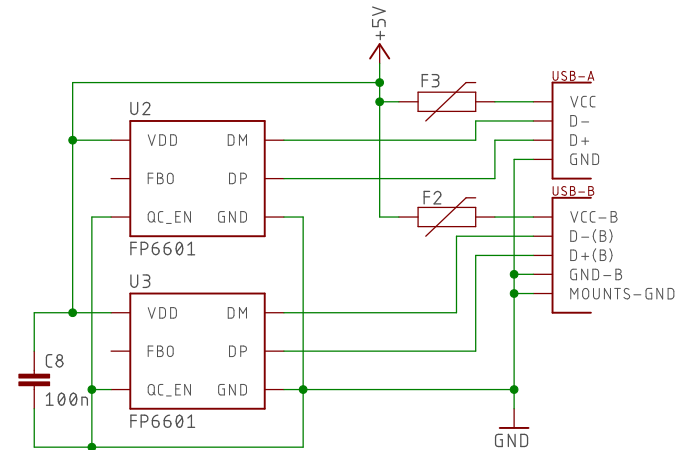 +5V
F3
USB-A
VCC
D-
D+
GND
U2
VDD DM
FBO DP
QC_EN GND
FP6601
F2
USB-B
VCC-B
D-(B)
D+(B)
GND-B
MOUNTS-GND
U3
VDD DM
FBO DP
QC_EN GND
FP6601
C8
100n
GND